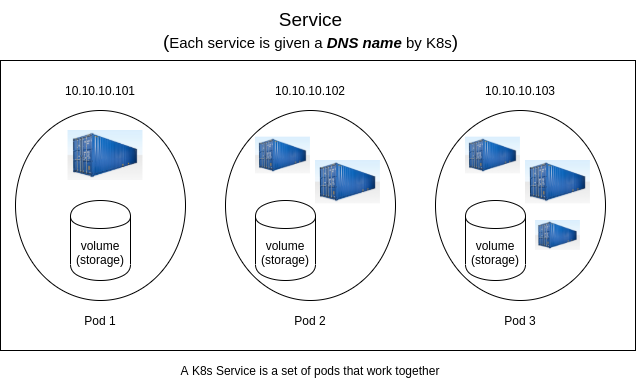 Service
(Each service is given a DNS name by K8s)
10.10.10.101
10.10.10.102
10.10.10.103
volume
(storage)
volume
(storage)
volume
(storage)
Pod 1
Pod 2
Pod 3
A K8s Service is a set of pods that work together